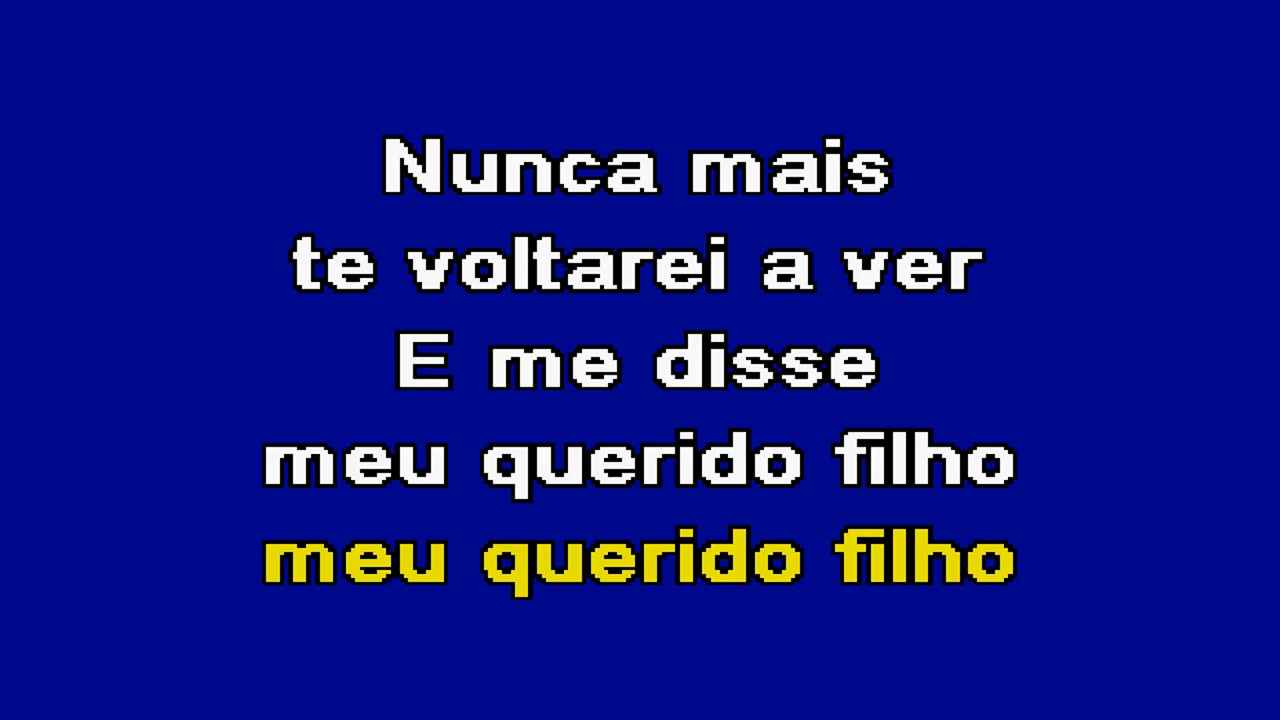 Nunca mais
te voltarei a ver
E me disse
meu querido filho
meu querido filho